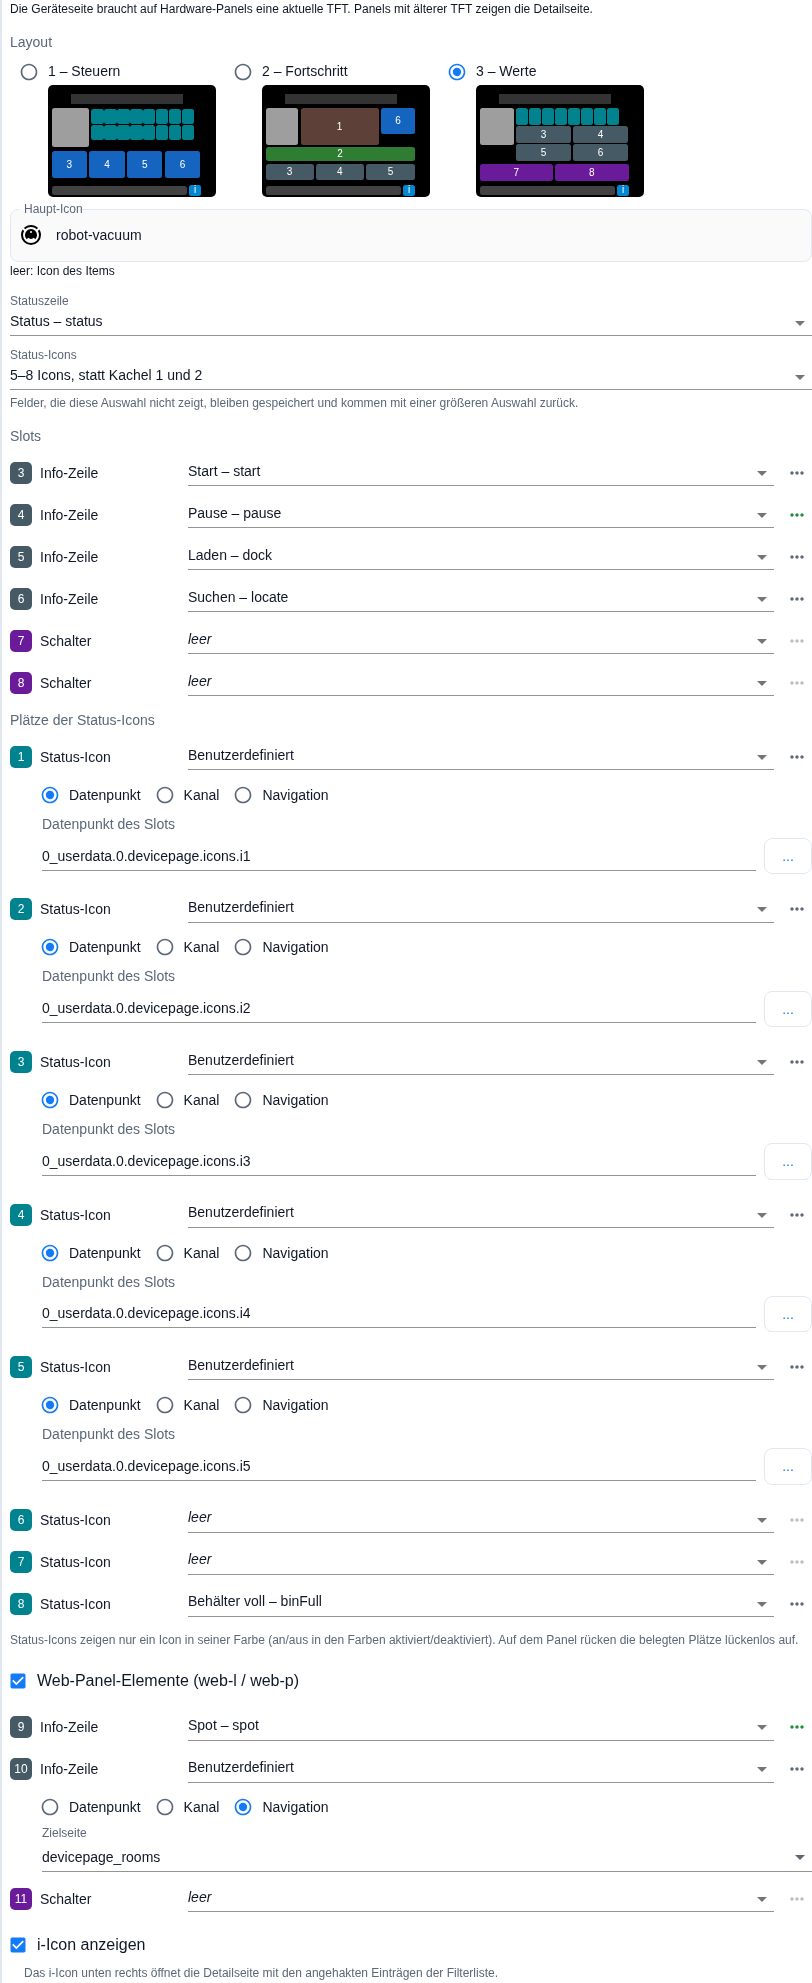 Die Geräteseite braucht auf Hardware-Panels eine aktuelle TFT. Panels mit älterer TFT zeigen die Detailseite.
Layout
1 – Steuern
2 – Fortschritt
3 – Werte
3 4 5 6
i
1
6
2
3 4 5
i
3 4
5 6
7 8
i
Haupt-Icon
robot-vacuum
leer: Icon des Items
Statuszeile
Status – status
Status-Icons
5–8 Icons, statt Kachel 1 und 2
Felder, die diese Auswahl nicht zeigt, bleiben gespeichert und kommen mit einer größeren Auswahl zurück.
Slots
3 Info-Zeile Start – start
4 Info-Zeile Pause – pause
5 Info-Zeile Laden – dock
6 Info-Zeile Suchen – locate
7 Schalter leer
8 Schalter leer
Plätze der Status-Icons
1 Status-Icon Benutzerdefiniert
Datenpunkt Kanal Navigation
Datenpunkt des Slots
0_userdata.0.devicepage.icons.i1 ...
2 Status-Icon Benutzerdefiniert
Datenpunkt Kanal Navigation
Datenpunkt des Slots
0_userdata.0.devicepage.icons.i2 ...
3 Status-Icon Benutzerdefiniert
Datenpunkt Kanal Navigation
Datenpunkt des Slots
0_userdata.0.devicepage.icons.i3 ...
4 Status-Icon Benutzerdefiniert
Datenpunkt Kanal Navigation
Datenpunkt des Slots
0_userdata.0.devicepage.icons.i4 ...
5 Status-Icon Benutzerdefiniert
Datenpunkt Kanal Navigation
Datenpunkt des Slots
0_userdata.0.devicepage.icons.i5 ...
6 Status-Icon leer
7 Status-Icon leer
8 Status-Icon Behälter voll – binFull
Status-Icons zeigen nur ein Icon in seiner Farbe (an/aus in den Farben aktiviert/deaktiviert). Auf dem Panel rücken die belegten Plätze lückenlos auf.
Web-Panel-Elemente (web-l / web-p)
9 Info-Zeile Spot – spot
10 Info-Zeile Benutzerdefiniert
Datenpunkt Kanal Navigation
Zielseite
devicepage_rooms
11 Schalter leer
i-Icon anzeigen
Das i-Icon unten rechts öffnet die Detailseite mit den angehakten Einträgen der Filterliste.